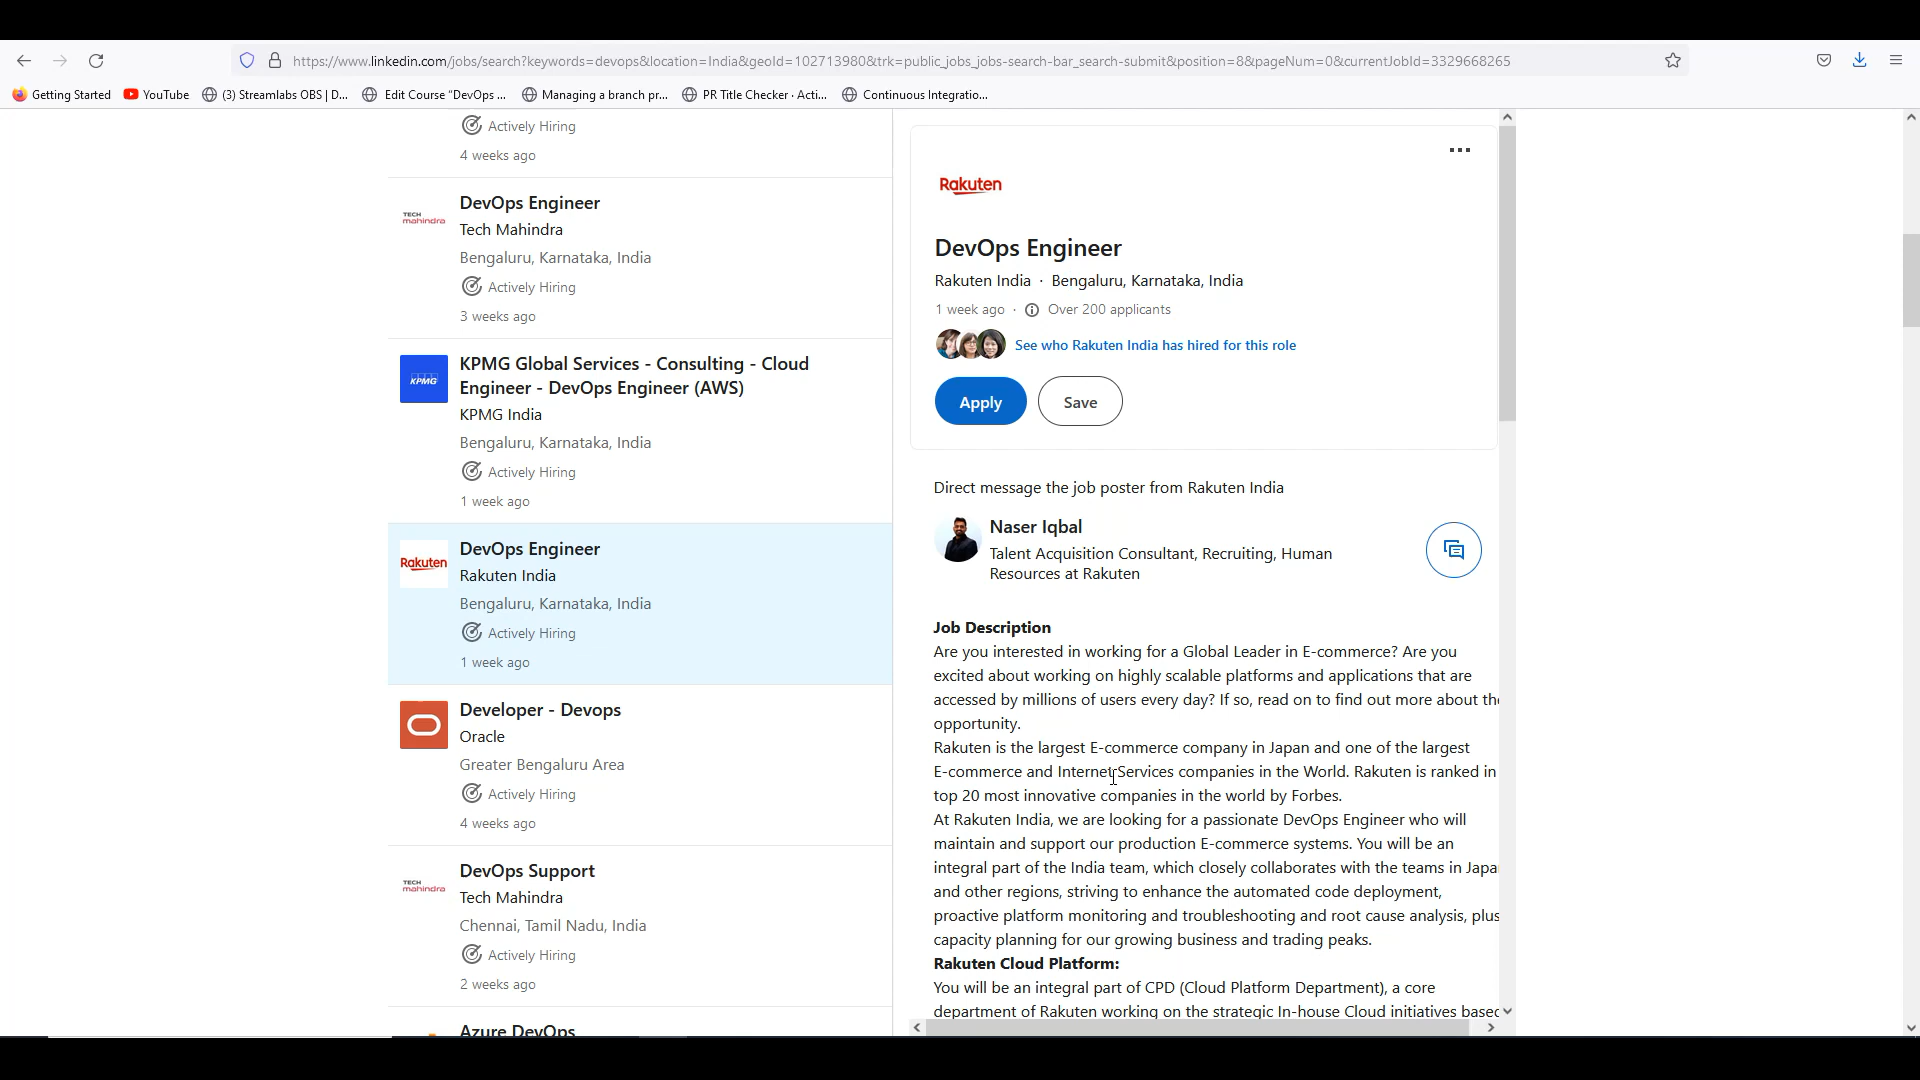 https://www.linkedin.com/jobs/search?keywords=devops&location=India&geoId=102713980&trk=public_jobs_jobs-search-bar_search-submit&position=8&pageNum=0&currentJobId=3329668265
Getting Started
YouTube
(3) Streamlabs OBS | D...
Edit Course "DevOps ...
Managing a branch pr...
PR Title Checker · Acti...
Continuous Integratio...
Actively Hiring
4 weeks ago
TECH mahindra
DevOps Engineer
Tech Mahindra
Bengaluru, Karnataka, India
Actively Hiring
3 weeks ago
KPMG
KPMG Global Services - Consulting - Cloud
Engineer - DevOps Engineer (AWS)
KPMG India
Bengaluru, Karnataka, India
Actively Hiring
1 week ago
Rakuten
DevOps Engineer
Rakuten India
Bengaluru, Karnataka, India
Actively Hiring
1 week ago
Developer - Devops
Oracle
Greater Bengaluru Area
Actively Hiring
4 weeks ago
TECH mahindra
DevOps Support
Tech Mahindra
Chennai, Tamil Nadu, India
Actively Hiring
2 weeks ago
Azure DevOps
Rakuten
DevOps Engineer
Rakuten India · Bengaluru, Karnataka, India
1 week ago · Over 200 applicants
See who Rakuten India has hired for this role
Apply
Save
Direct message the job poster from Rakuten India
Naser Iqbal
Talent Acquisition Consultant, Recruiting, Human
Resources at Rakuten
Job Description
Are you interested in working for a Global Leader in E-commerce? Are you
excited about working on highly scalable platforms and applications that are
accessed by millions of users every day? If so, read on to find out more about the
opportunity.
Rakuten is the largest E-commerce company in Japan and one of the largest
E-commerce and Internet Services companies in the World. Rakuten is ranked in
top 20 most innovative companies in the world by Forbes.
At Rakuten India, we are looking for a passionate DevOps Engineer who will
maintain and support our production E-commerce systems. You will be an
integral part of the India team, which closely collaborates with the teams in Japa
and other regions, striving to enhance the automated code deployment,
proactive platform monitoring and troubleshooting and root cause analysis, plus
capacity planning for our growing business and trading peaks.
Rakuten Cloud Platform:
You will be an integral part of CPD (Cloud Platform Department), a core
department of Rakuten working on the strategic In-house Cloud initiatives based